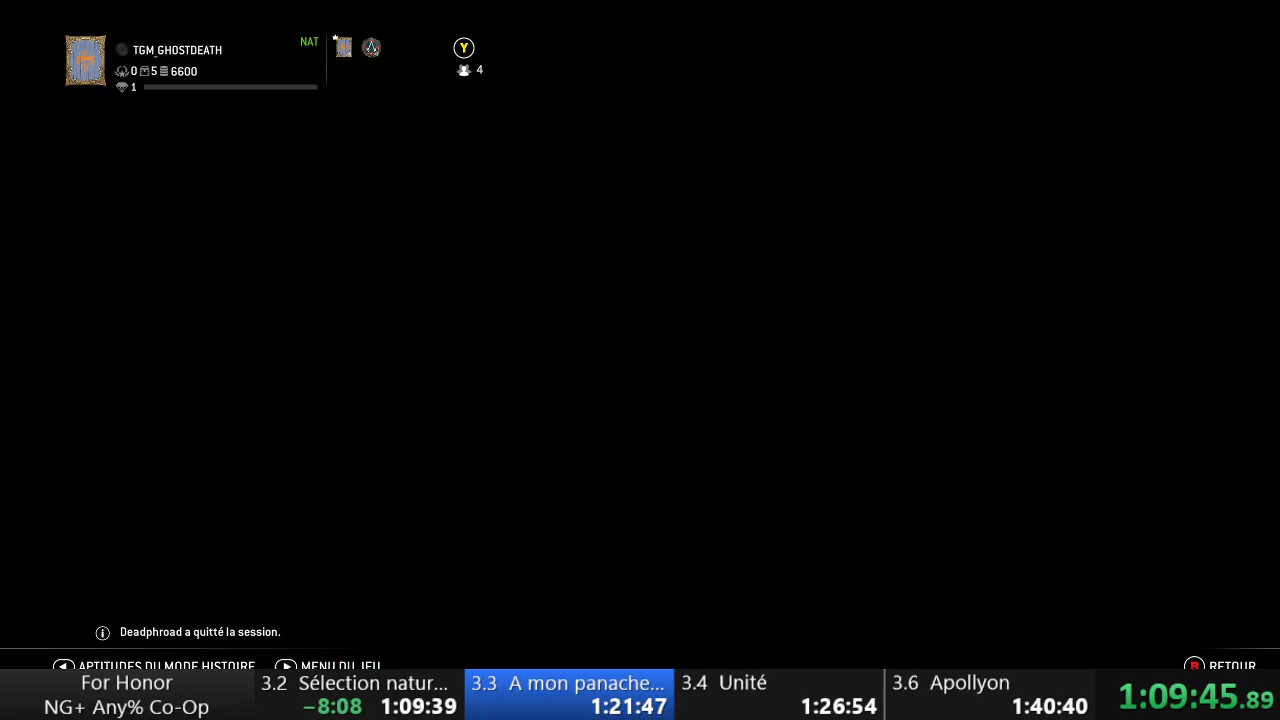 TGM_GHOSTDEATH
NAT
Y
0 5 6600
4
1
Deadphroad a quitté la session.
APTITUDES DU MODE HISTOIRE
MENU DU JEU
B RETOUR
For Honor
NG+ Any% Co-Op
3.2 Sélection natur...
−8:08 1:09:39
3.3 A mon panache...
1:21:47
3.4 Unité
1:26:54
3.6 Apollyon
1:40:40
1:09:45.89